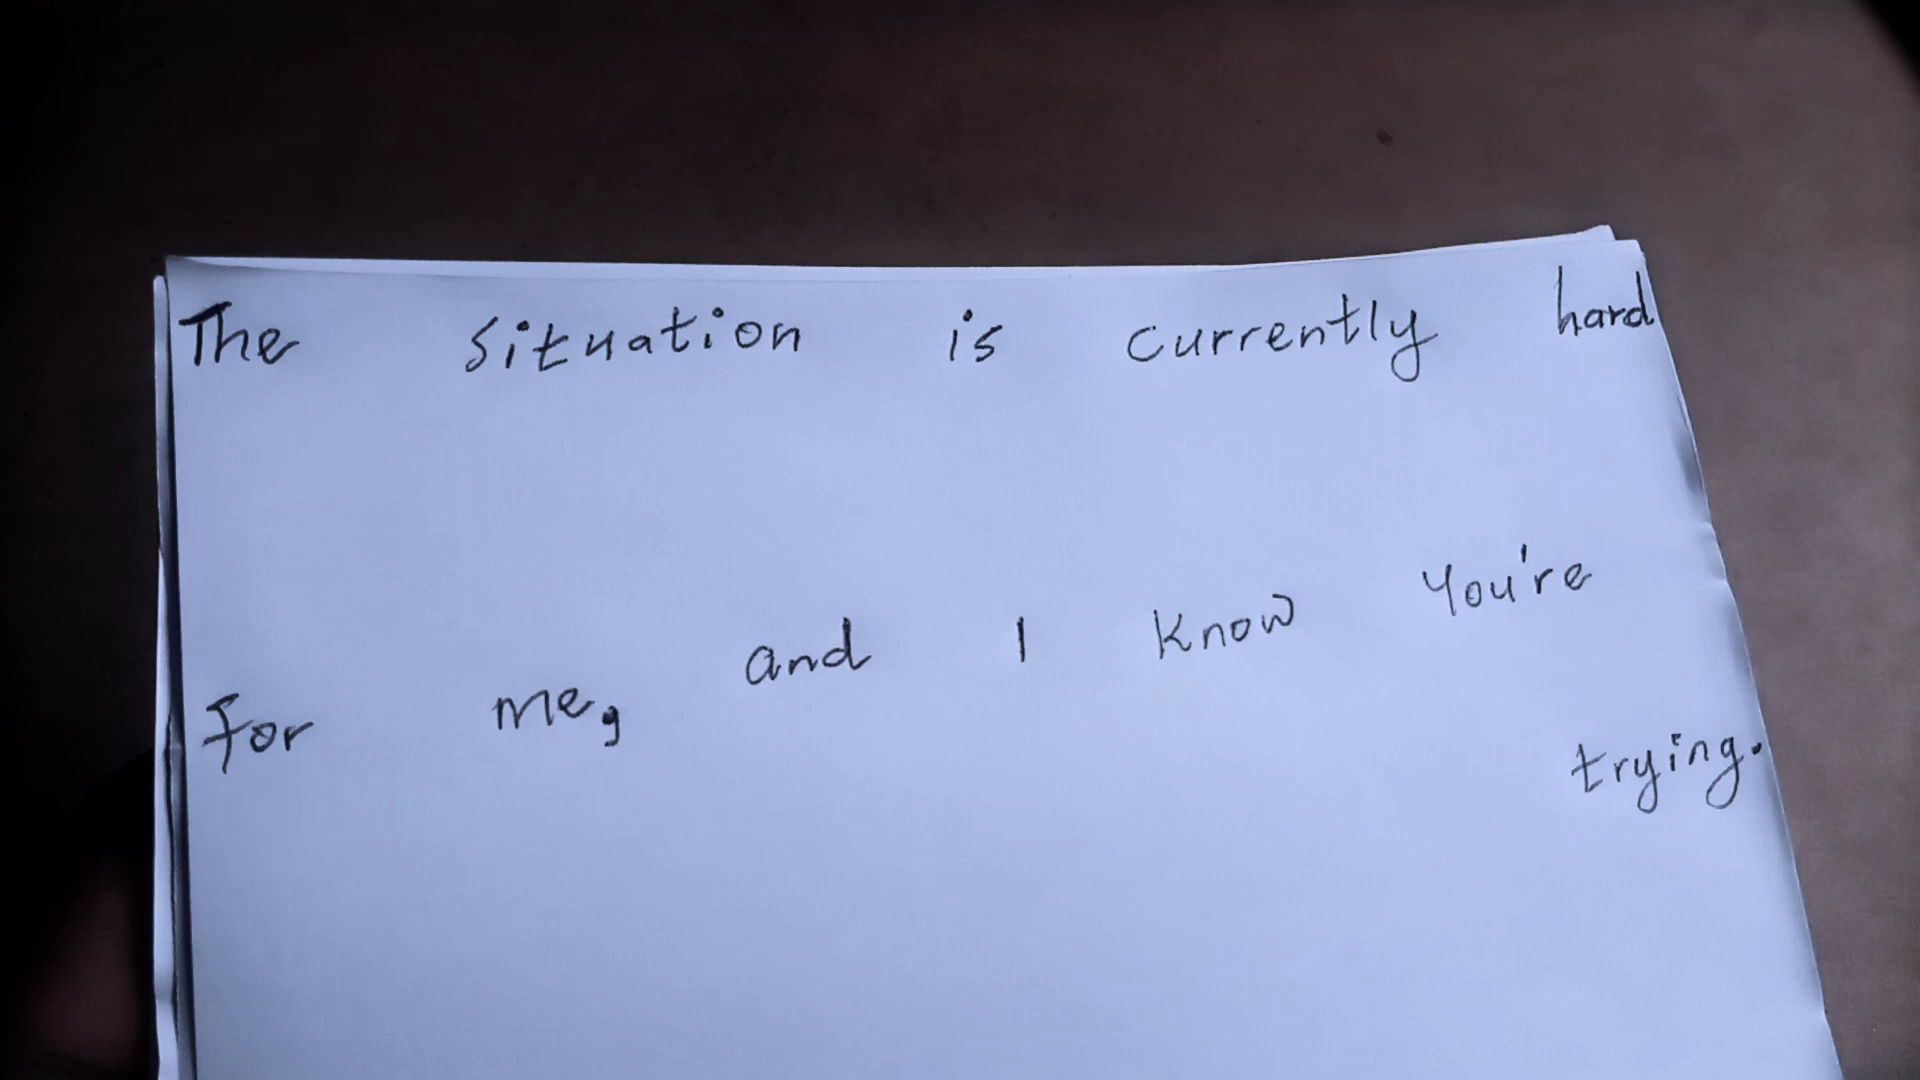 The situation is currently hard
for me, and I know you're
trying.